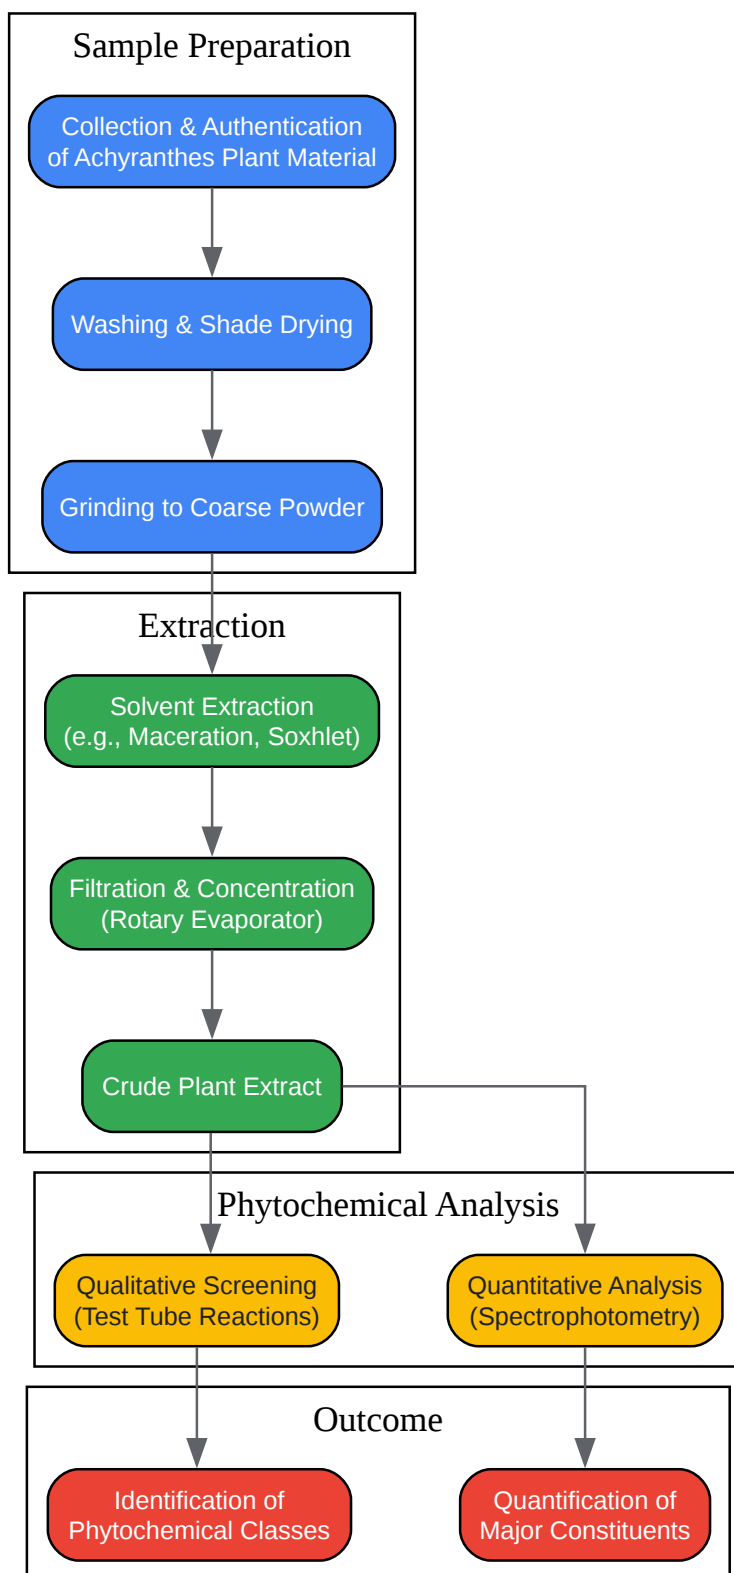 Sample Preparation
Collection & Authentication
of Achyranthes Plant Material
Washing & Shade Drying
Grinding to Coarse Powder
Extraction
Solvent Extraction
(e.g., Maceration, Soxhlet)
Filtration & Concentration
(Rotary Evaporator)
Crude Plant Extract
Phytochemical Analysis
Qualitative Screening
(Test Tube Reactions)
Quantitative Analysis
(Spectrophotometry)
Outcome
Identification of
Phytochemical Classes
Quantification of
Major Constituents